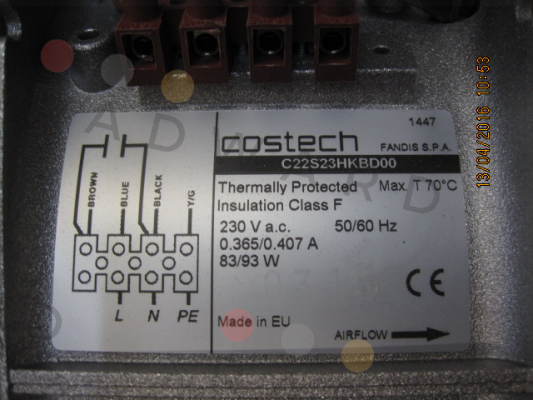 1447
costech
FANDIS S.P.A.
C22S23HKBD00
Thermally Protected Max. T 70°C
Insulation Class F
230 V a.c. 50/60 Hz
0.365/0.407 A
83/93 W
CE
Made in EU
AIRFLOW
BROWN
BLUE
BLACK
Y/G
L N PE
13/04/2016 10:53